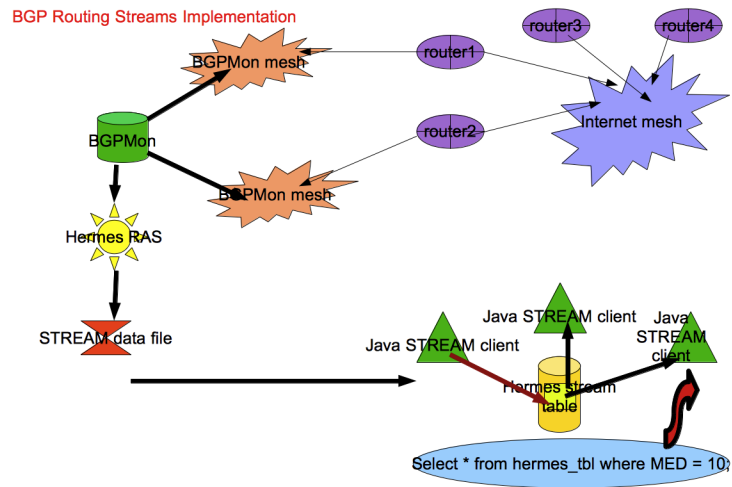 BGP Routing Streams Implementation
router3
router4
router1
BGPMon mesh
Internet mesh
router2
BGPMon
BGPMon mesh
Hermes RAS
STREAM data file
Java STREAM client
Java STREAM client
Java
STREAM
client
Hermes stream
table
Select * from hermes_tbl where MED = 10;